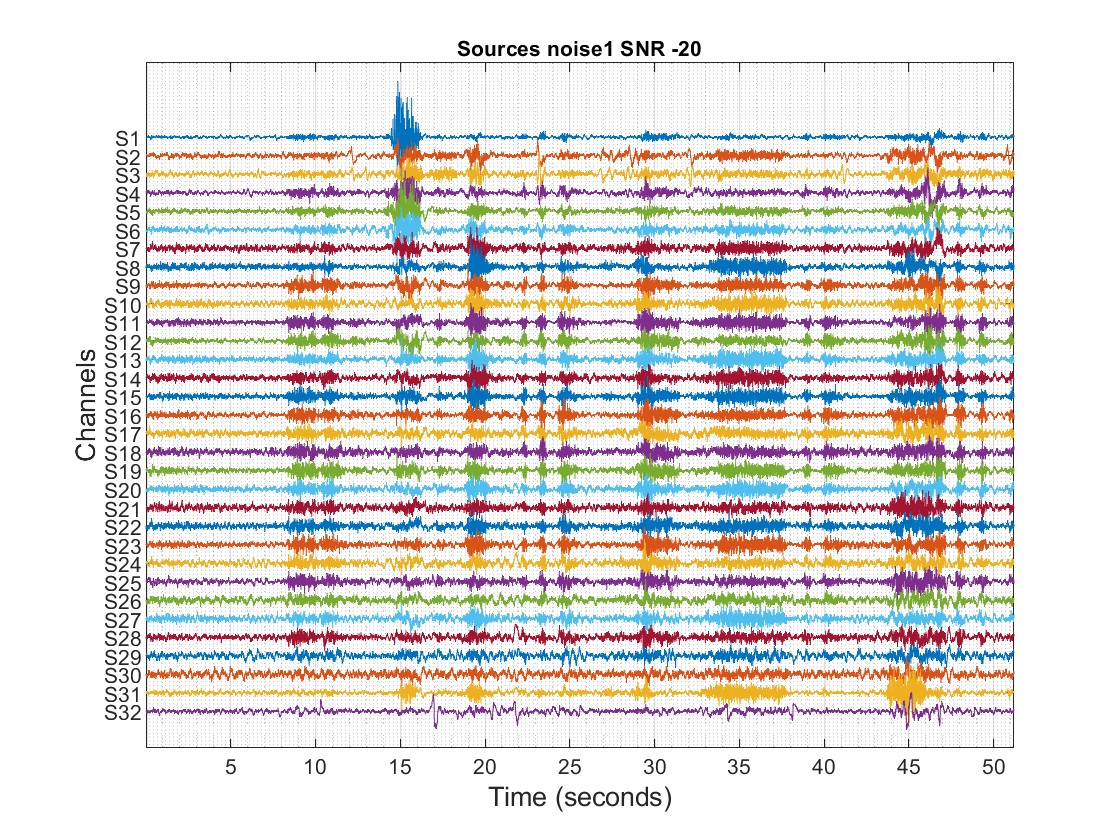 Sources noise1 SNR -20
Channels
S1
S2
S3
S4
S5
S6
S7
S8
S9
S10
S11
S12
S13
S14
S15
S16
S17
S18
S19
S20
S21
S22
S23
S24
S25
S26
S27
S28
S29
S30
S31
S32
5 10 15 20 25 30 35 40 45 50
Time (seconds)